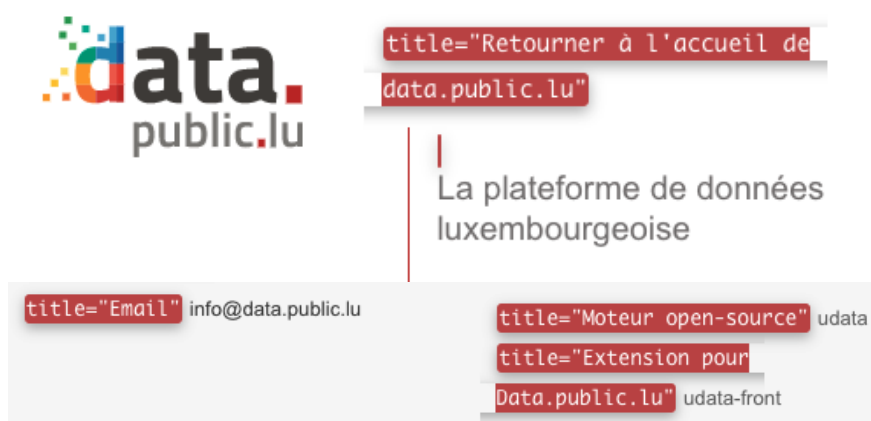 data.
public.lu
title="Retourner à l'accueil de
data.public.lu"
La plateforme de données
luxembourgeoise
title="Email" info@data.public.lu
title="Moteur open-source" udata
title="Extension pour
Data.public.lu" udata-front